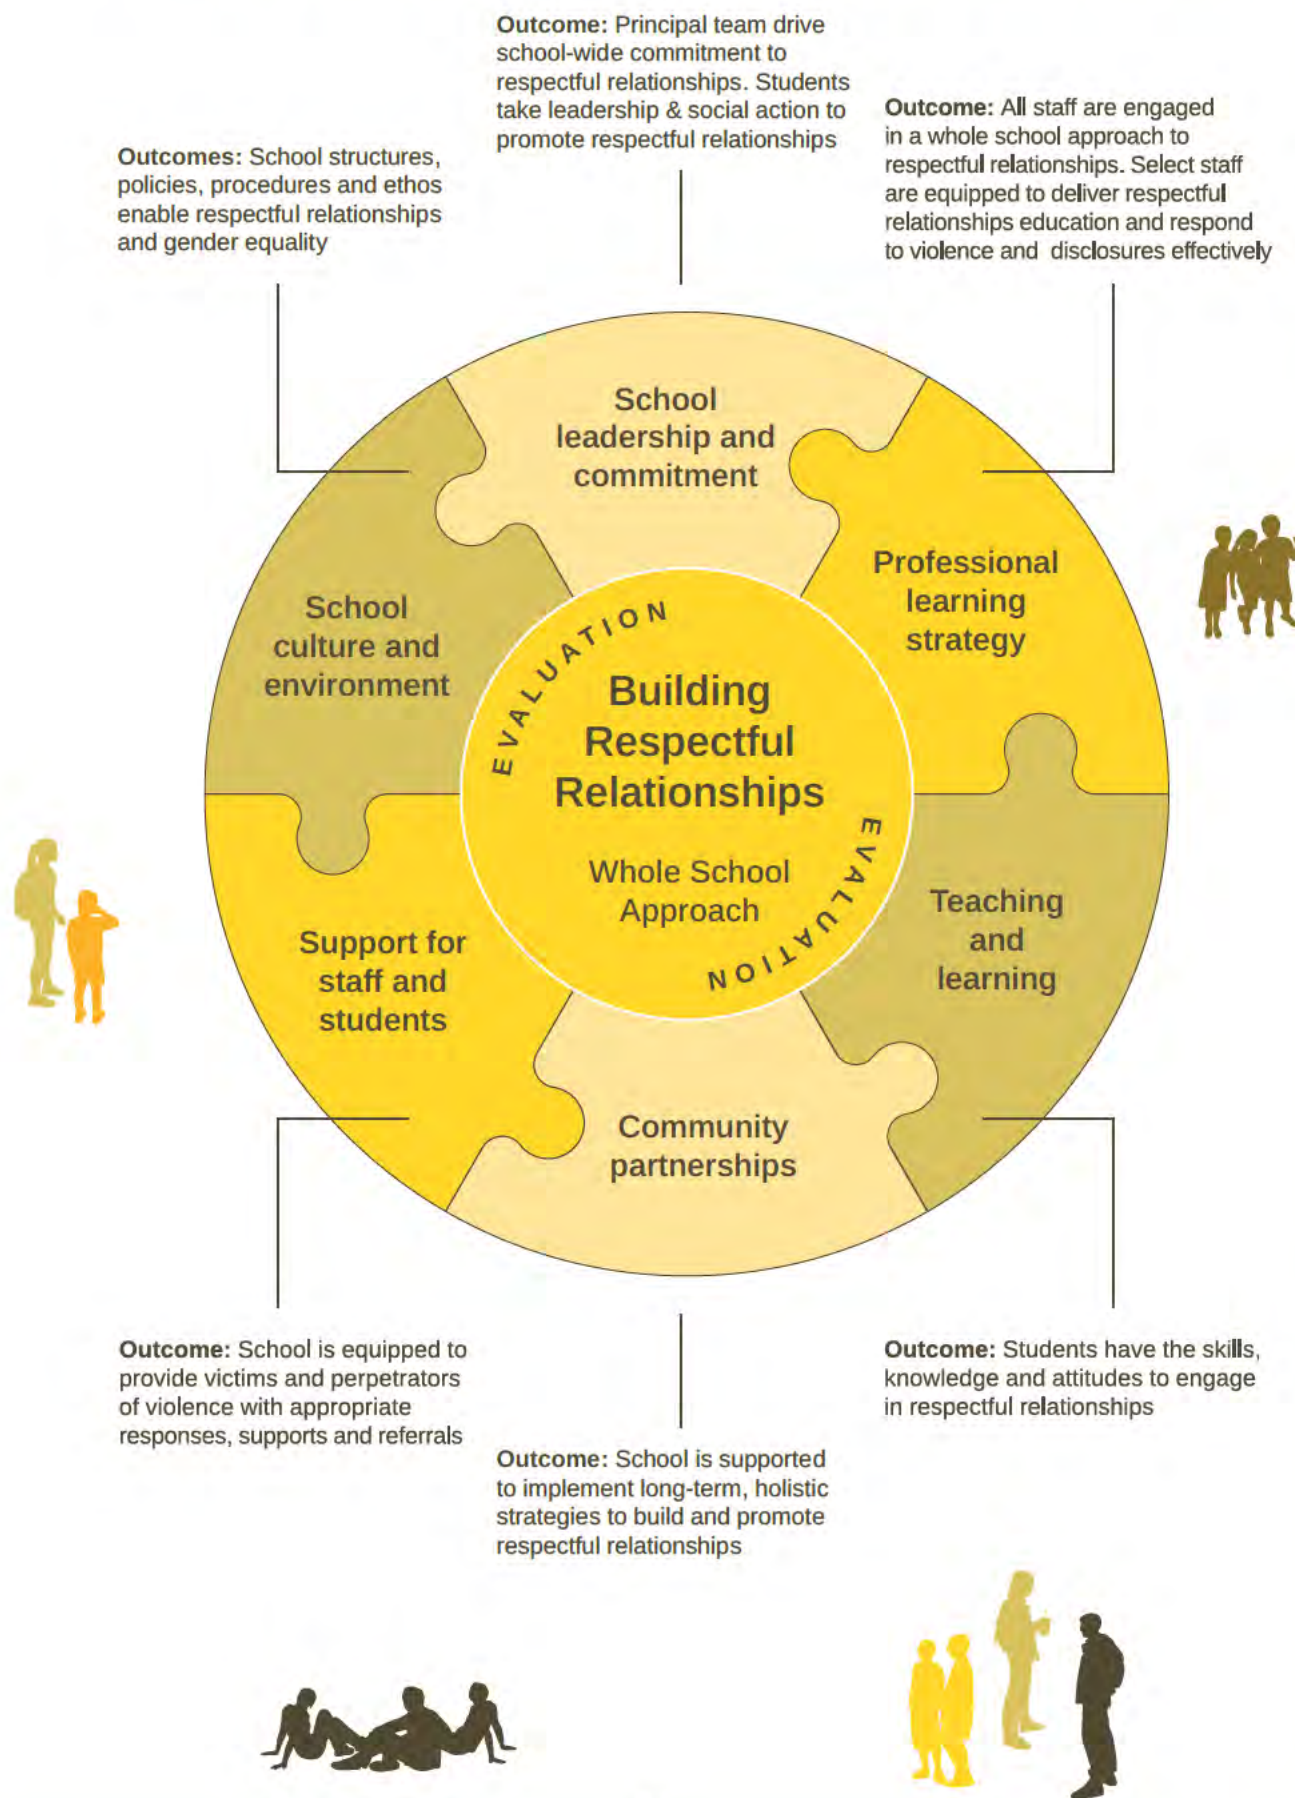 Outcome: Principal team drive
school-wide commitment to
respectful relationships. Students
take leadership & social action to
promote respectful relationships
Outcome: All staff are engaged
in a whole school approach to
respectful relationships. Select staff
are equipped to deliver respectful
relationships education and respond
to violence and disclosures effectively
Outcomes: School structures,
policies, procedures and ethos
enable respectful relationships
and gender equality
School
leadership and
commitment
Professional
learning
strategy
School
culture and
environment
EVALUATION
Building
Respectful
Relationships
Whole School
Approach
EVALUATION
Teaching
and
learning
Support for
staff and
students
Community
partnerships
Outcome: School is equipped to
provide victims and perpetrators
of violence with appropriate
responses, supports and referrals
Outcome: Students have the skills,
knowledge and attitudes to engage
in respectful relationships
Outcome: School is supported
to implement long-term, holistic
strategies to build and promote
respectful relationships